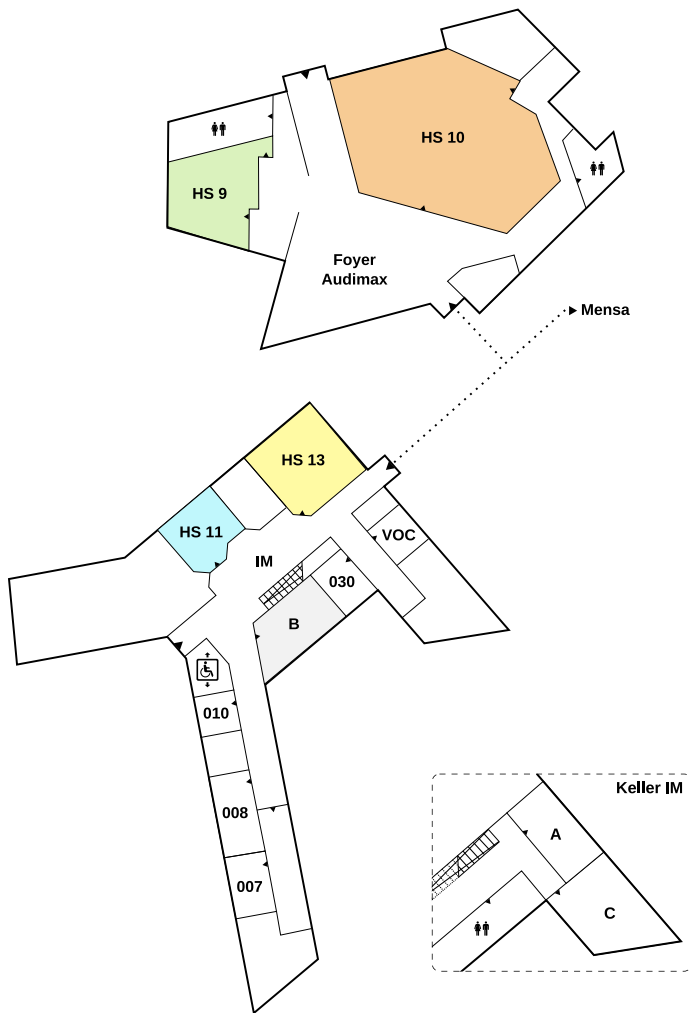 HS 10
HS 9
Foyer
Audimax
Mensa
HS 13
HS 11
VOC
IM
030
B
010
008
007
Keller IM
A
C